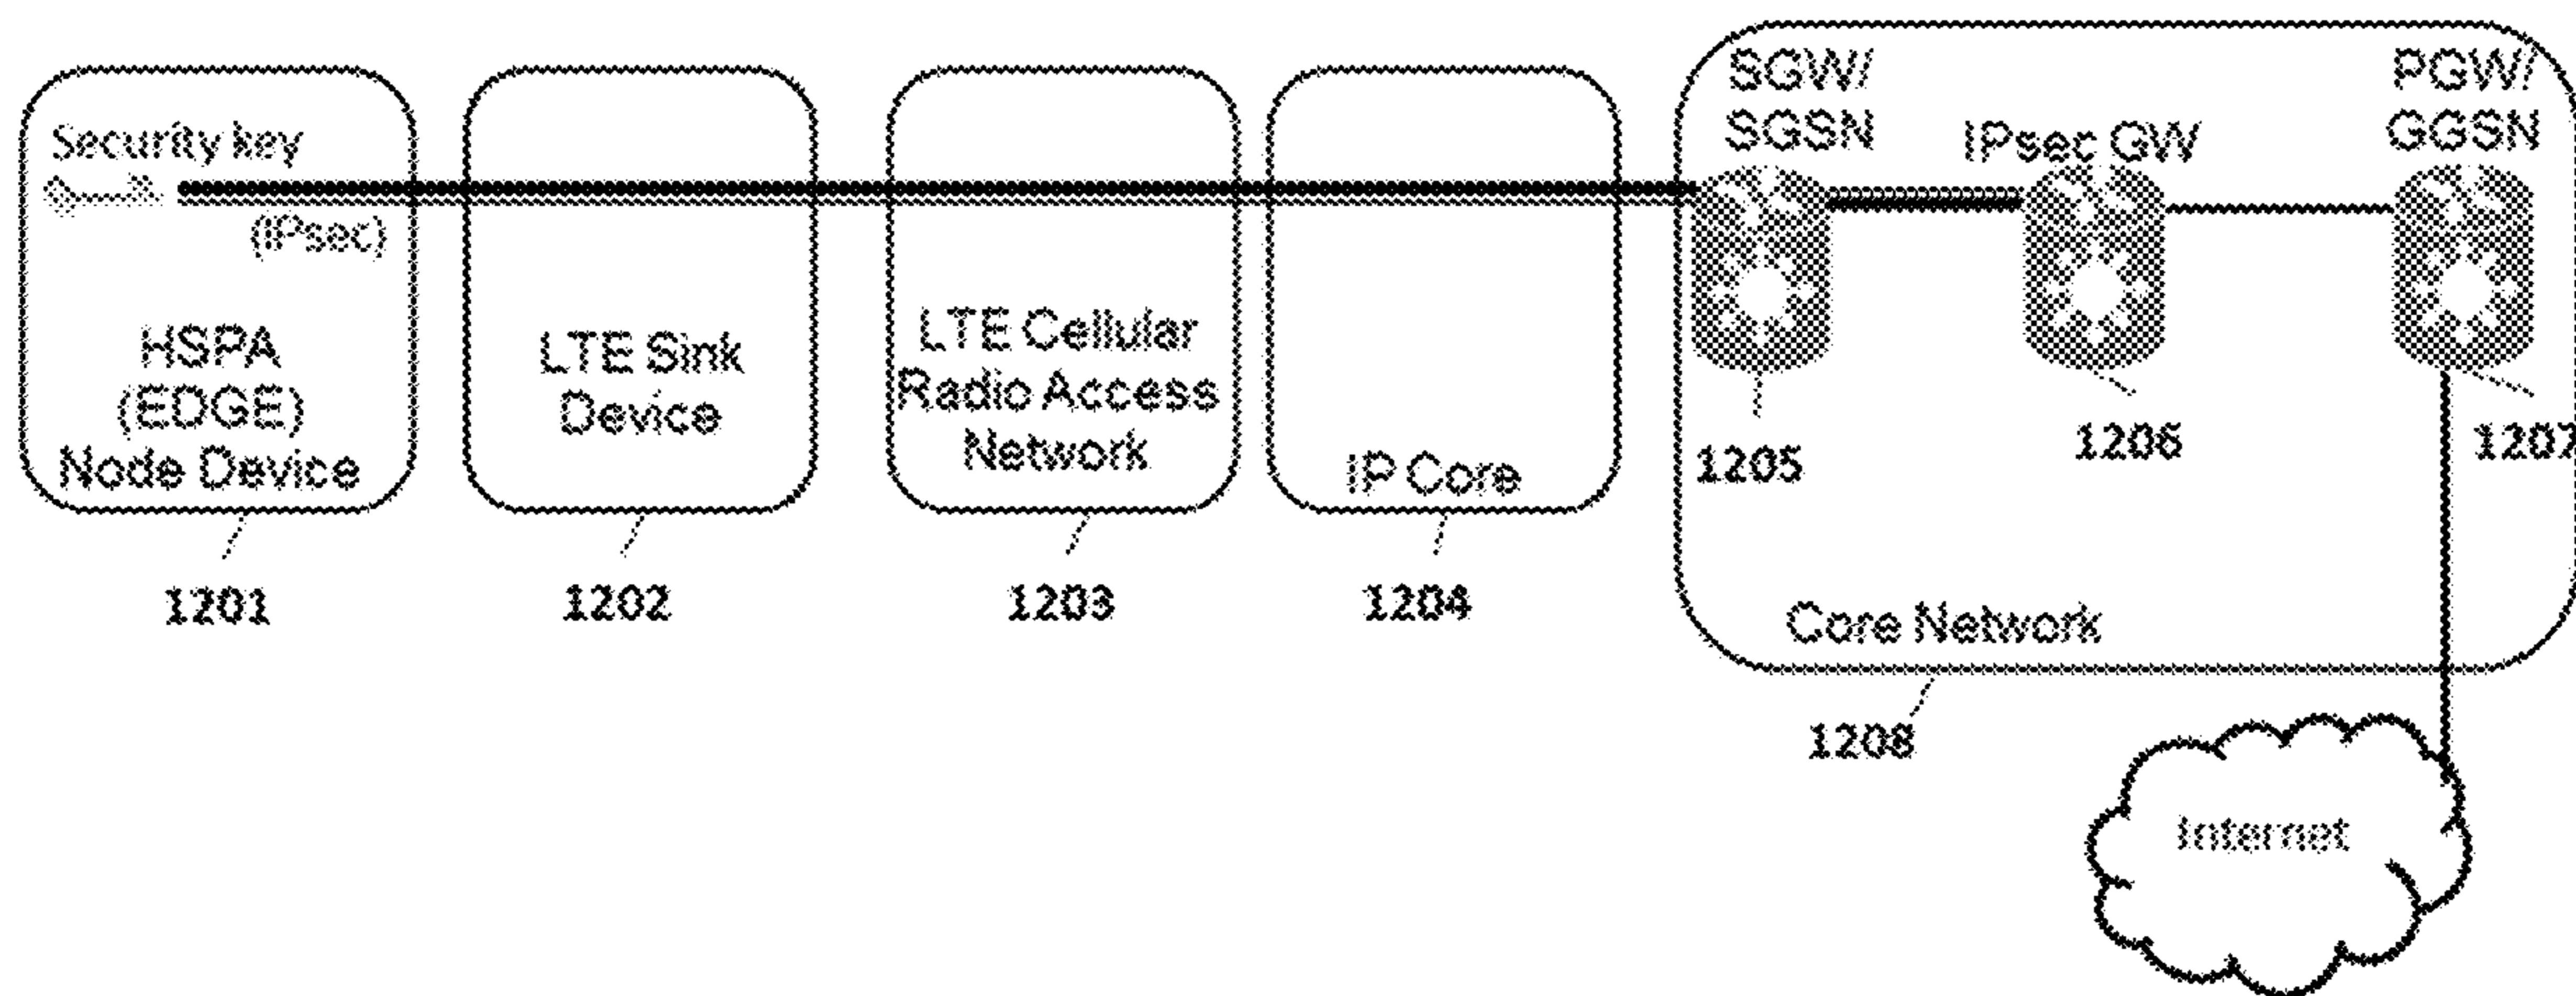 Security key
(IPsec)
HSPA
(EDGE)
Node Device
1201
LTE Sink
Device
1202
LTE Cellular
Radio Access
Network
1203
IP Core
1204
SGW/
SGSN
IPsec GW
PGW/
GGSN
1205
1206
1207
Core Network
1208
Internet